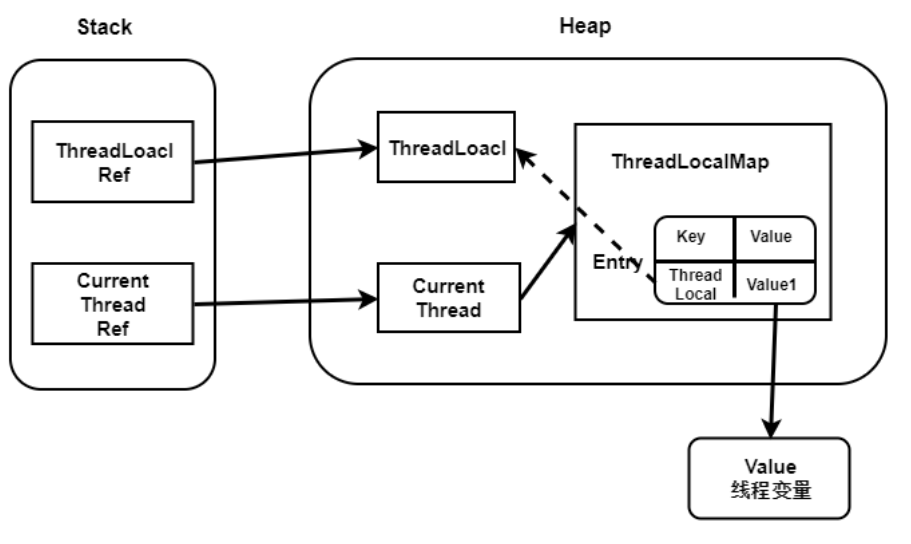 Stack
Heap
ThreadLoacl
Ref
ThreadLoacl
ThreadLocalMap
Key
Value
Entry
Thread
Local
Value1
Current
Thread
Ref
Current
Thread
Value
线程变量